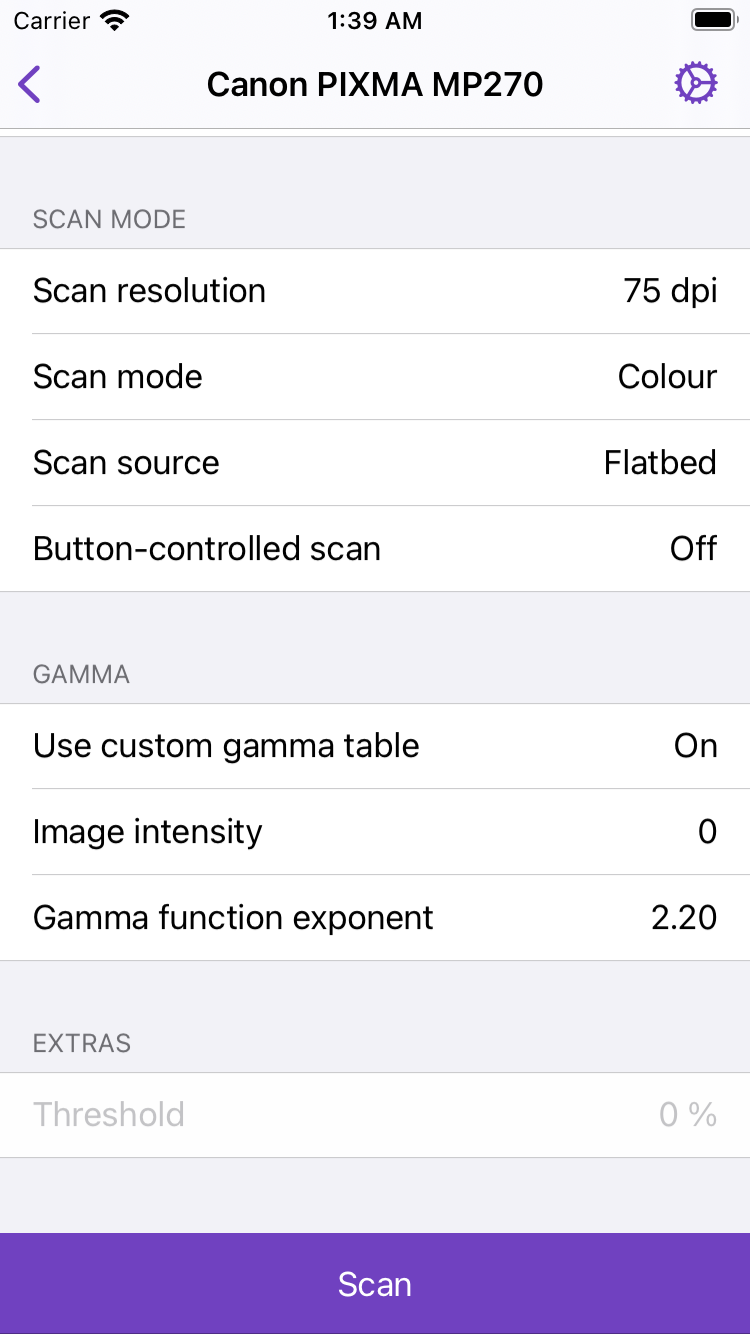 Carrier 1:39 AM
Canon PIXMA MP270
SCAN MODE
Scan resolution 75 dpi
Scan mode Colour
Scan source Flatbed
Button-controlled scan Off
GAMMA
Use custom gamma table On
Image intensity 0
Gamma function exponent 2.20
EXTRAS
Threshold 0 %
Scan